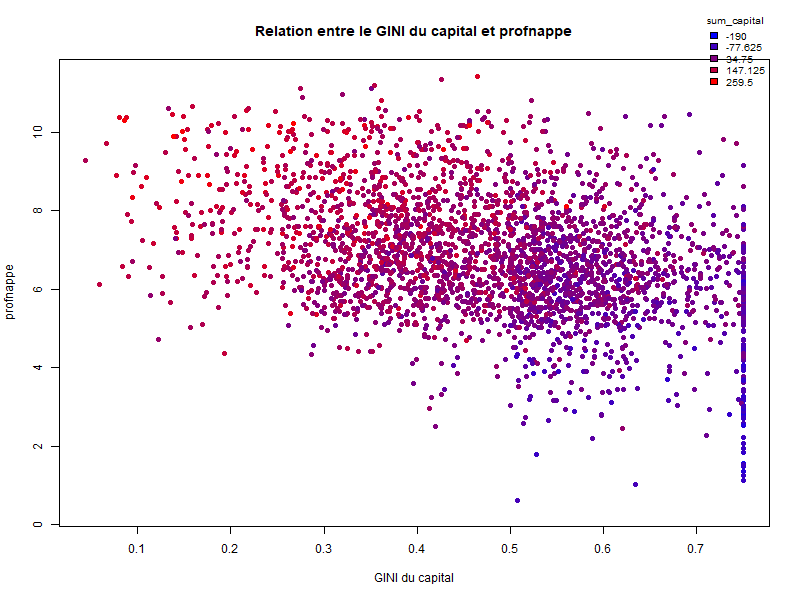 Relation entre le GINI du capital et profnappe
sum_capital
-190
-77.625
34.75
147.125
259.5
profnappe
0
2
4
6
8
10
0.1 0.2 0.3 0.4 0.5 0.6 0.7
GINI du capital